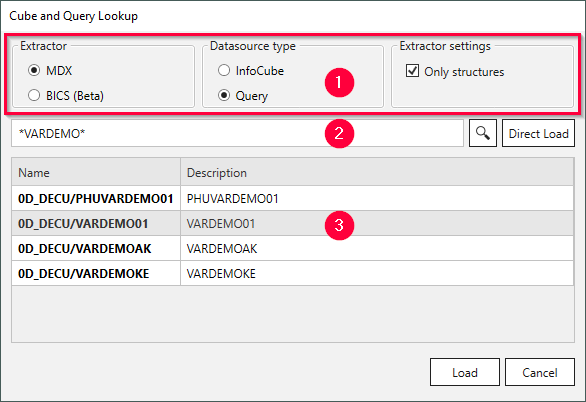 Cube and Query Lookup
Extractor Datasource type Extractor settings
MDX InfoCube Only structures
BICS (Beta) Query 1
*VARDEMO* 2 Direct Load
Name Description
0D_DECU/PHUVARDEMO01 PHUVARDEMO01
0D_DECU/VARDEMO01 VARDEMO01 3
0D_DECU/VARDEMOAK VARDEMOAK
0D_DECU/VARDEMOKE VARDEMOKE
Load Cancel